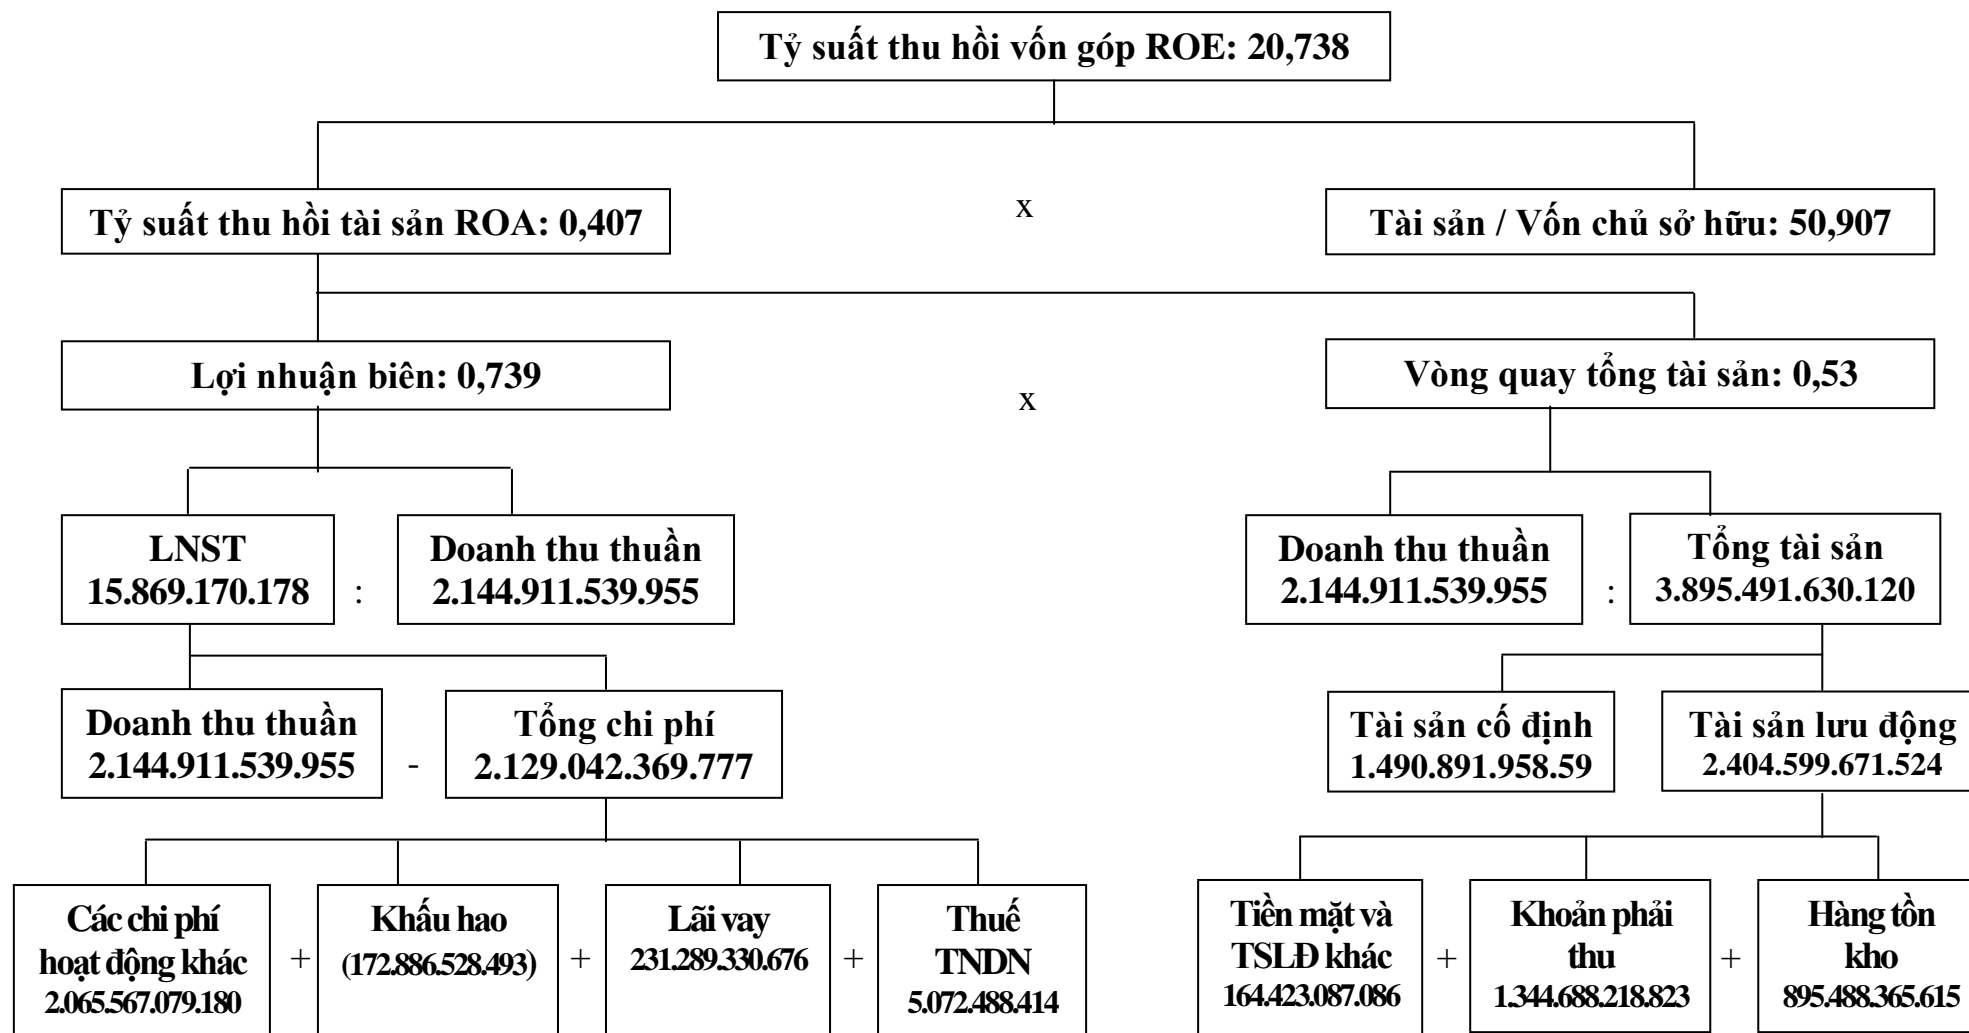 Tỷ suất thu hồi vốn góp ROE: 20,738
Tỷ suất thu hồi tài sản ROA: 0,407
x
Tài sản / Vốn chủ sở hữu: 50,907
Lợi nhuận biên: 0,739
x
Vòng quay tổng tài sản: 0,53
LNST
15.869.170.178
:
Doanh thu thuần
2.144.911.539.955
Doanh thu thuần
2.144.911.539.955
:
Tổng tài sản
3.895.491.630.120
Doanh thu thuần
2.144.911.539.955
-
Tổng chi phí
2.129.042.369.777
Tài sản cố định
1.490.891.958.59
Tài sản lưu động
2.404.599.671.524
Các chi phí
hoạt động khác
2.065.567.079.180
+
Khấu hao
(172.886.528.493)
+
Lãi vay
231.289.330.676
+
Thuế
TNDN
5.072.488.414
Tiền mặt và
TSLĐ khác
164.423.087.086
+
Khoản phải
thu
1.344.688.218.823
+
Hàng tồn
kho
895.488.365.615